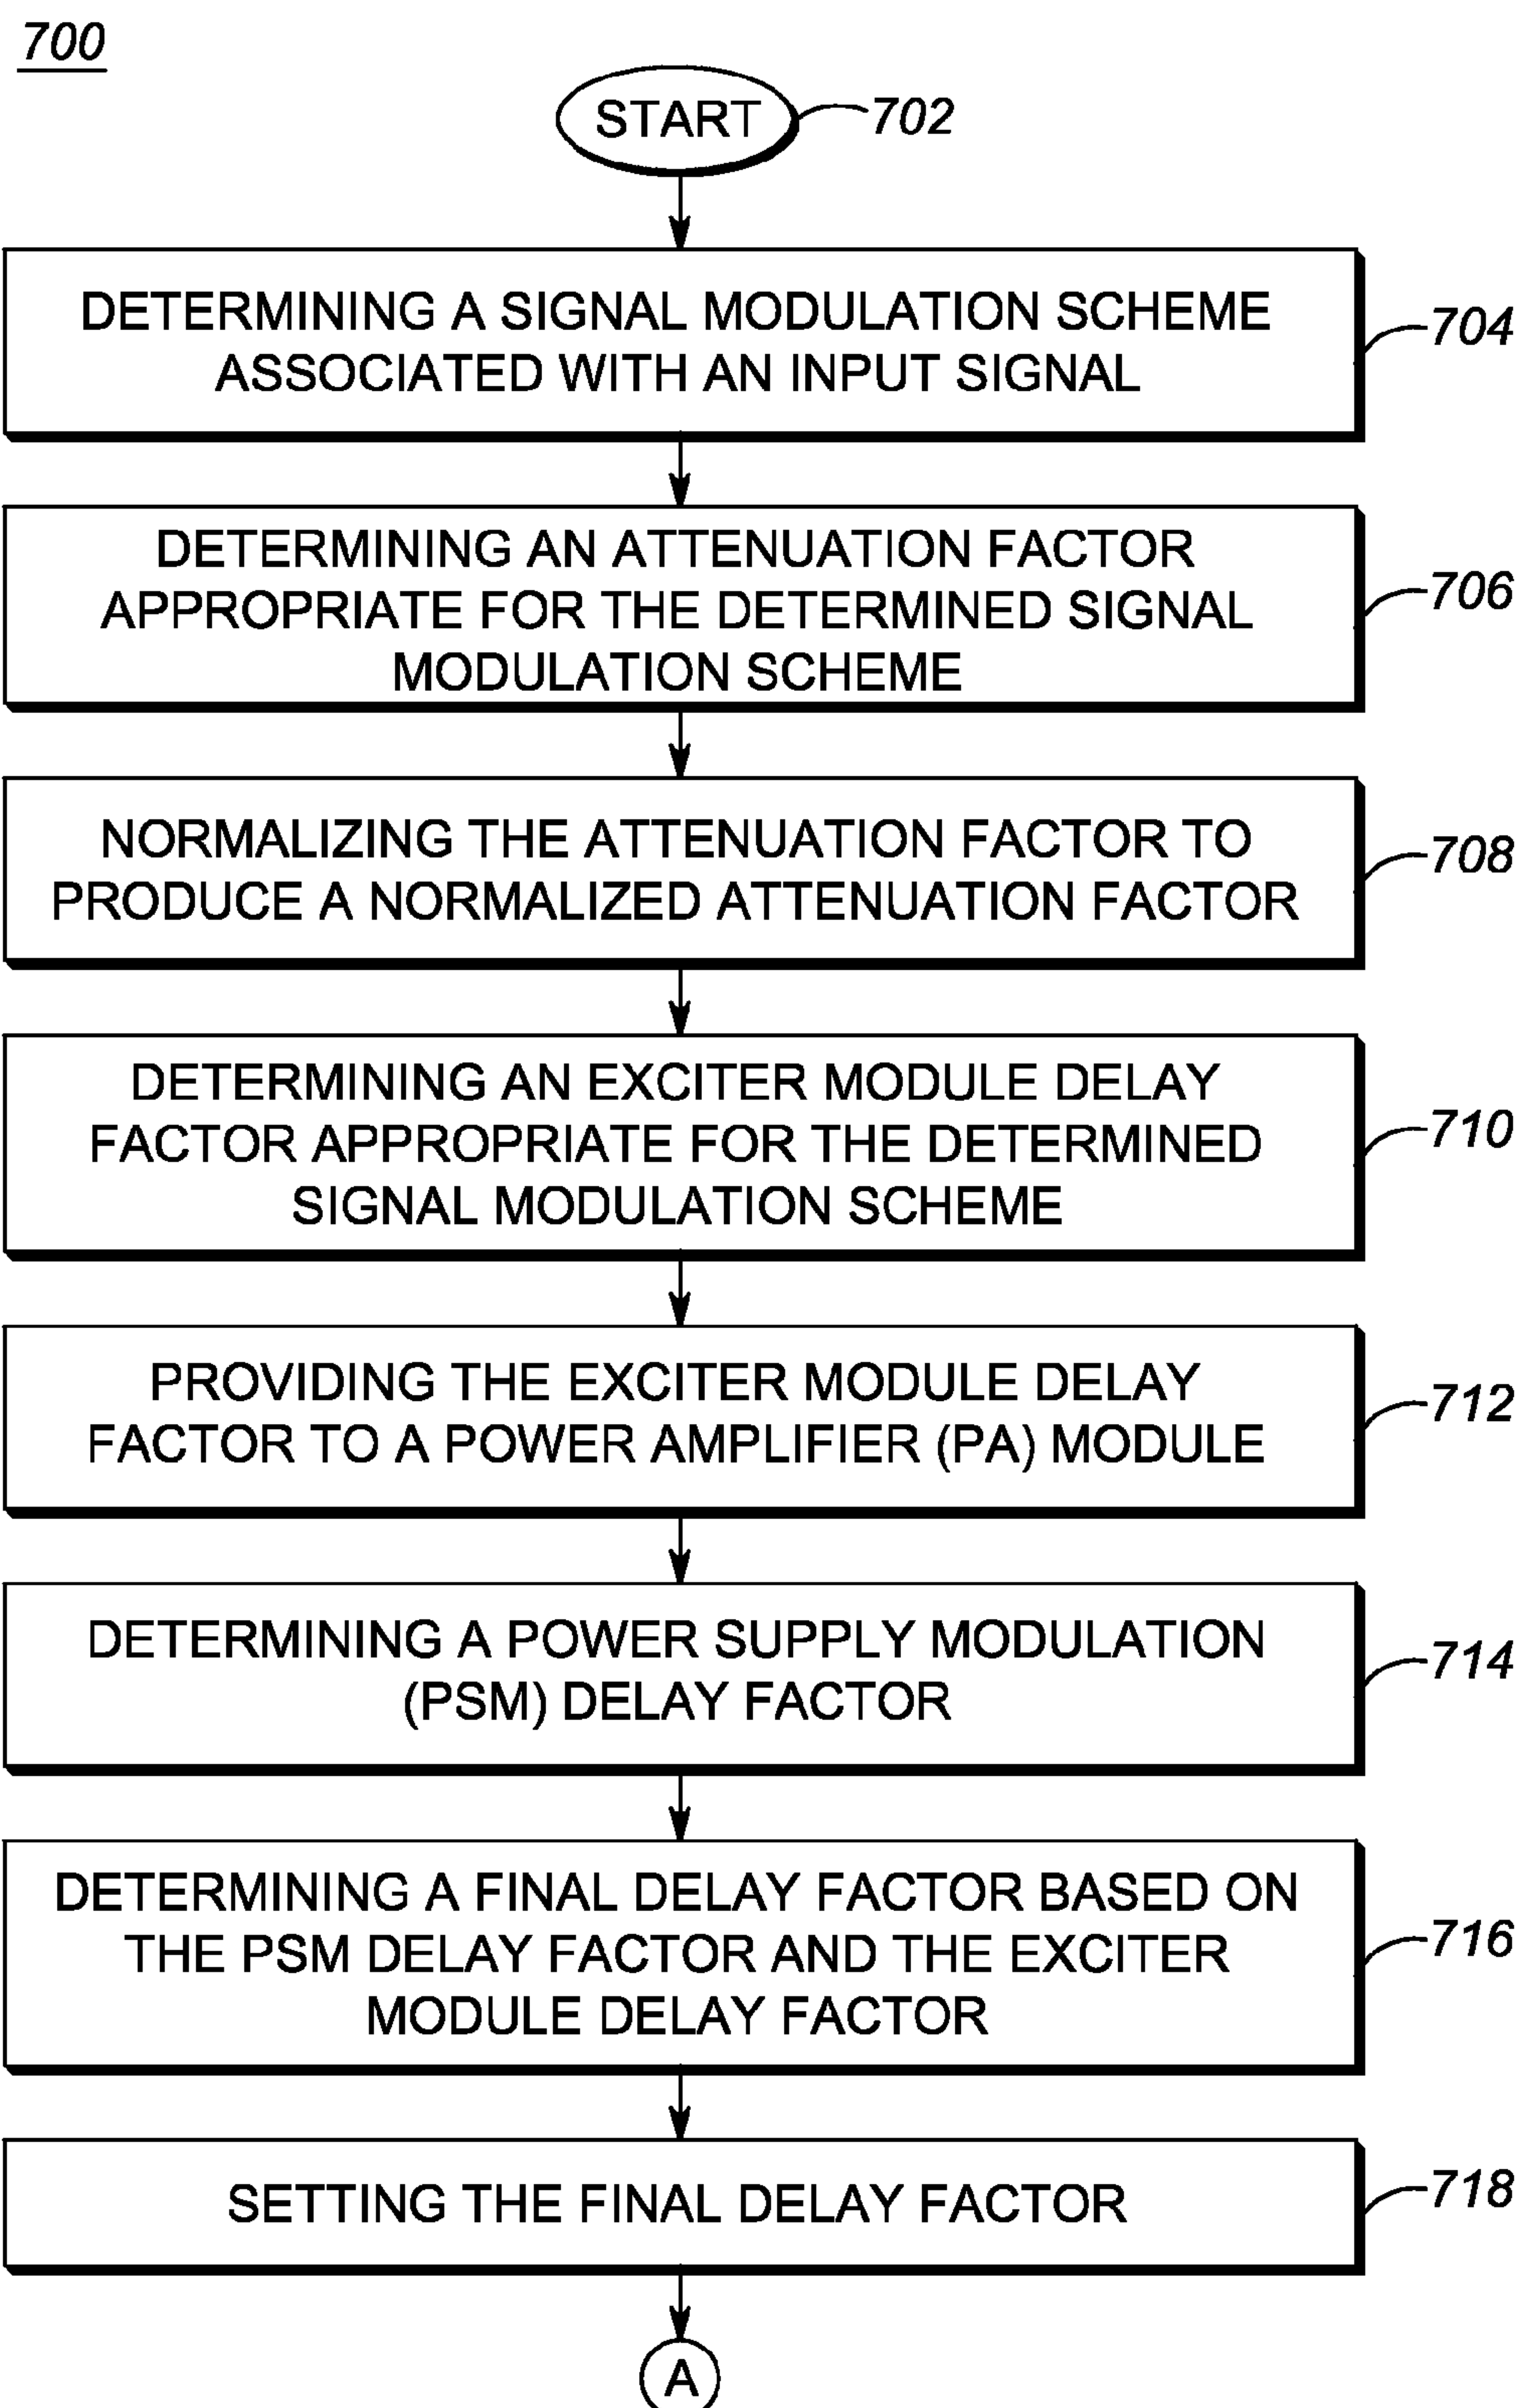 700
START 702
DETERMINING A SIGNAL MODULATION SCHEME
ASSOCIATED WITH AN INPUT SIGNAL
704
DETERMINING AN ATTENUATION FACTOR
APPROPRIATE FOR THE DETERMINED SIGNAL
MODULATION SCHEME
706
NORMALIZING THE ATTENUATION FACTOR TO
PRODUCE A NORMALIZED ATTENUATION FACTOR
708
DETERMINING AN EXCITER MODULE DELAY
FACTOR APPROPRIATE FOR THE DETERMINED
SIGNAL MODULATION SCHEME
710
PROVIDING THE EXCITER MODULE DELAY
FACTOR TO A POWER AMPLIFIER (PA) MODULE
712
DETERMINING A POWER SUPPLY MODULATION
(PSM) DELAY FACTOR
714
DETERMINING A FINAL DELAY FACTOR BASED ON
THE PSM DELAY FACTOR AND THE EXCITER
MODULE DELAY FACTOR
716
SETTING THE FINAL DELAY FACTOR
718
A